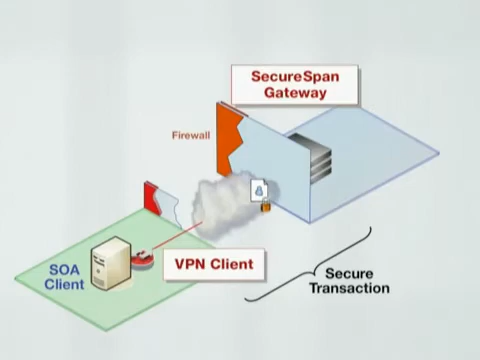 SecureSpan
Gateway
Firewall
SOA
Client
VPN Client
Secure
Transaction